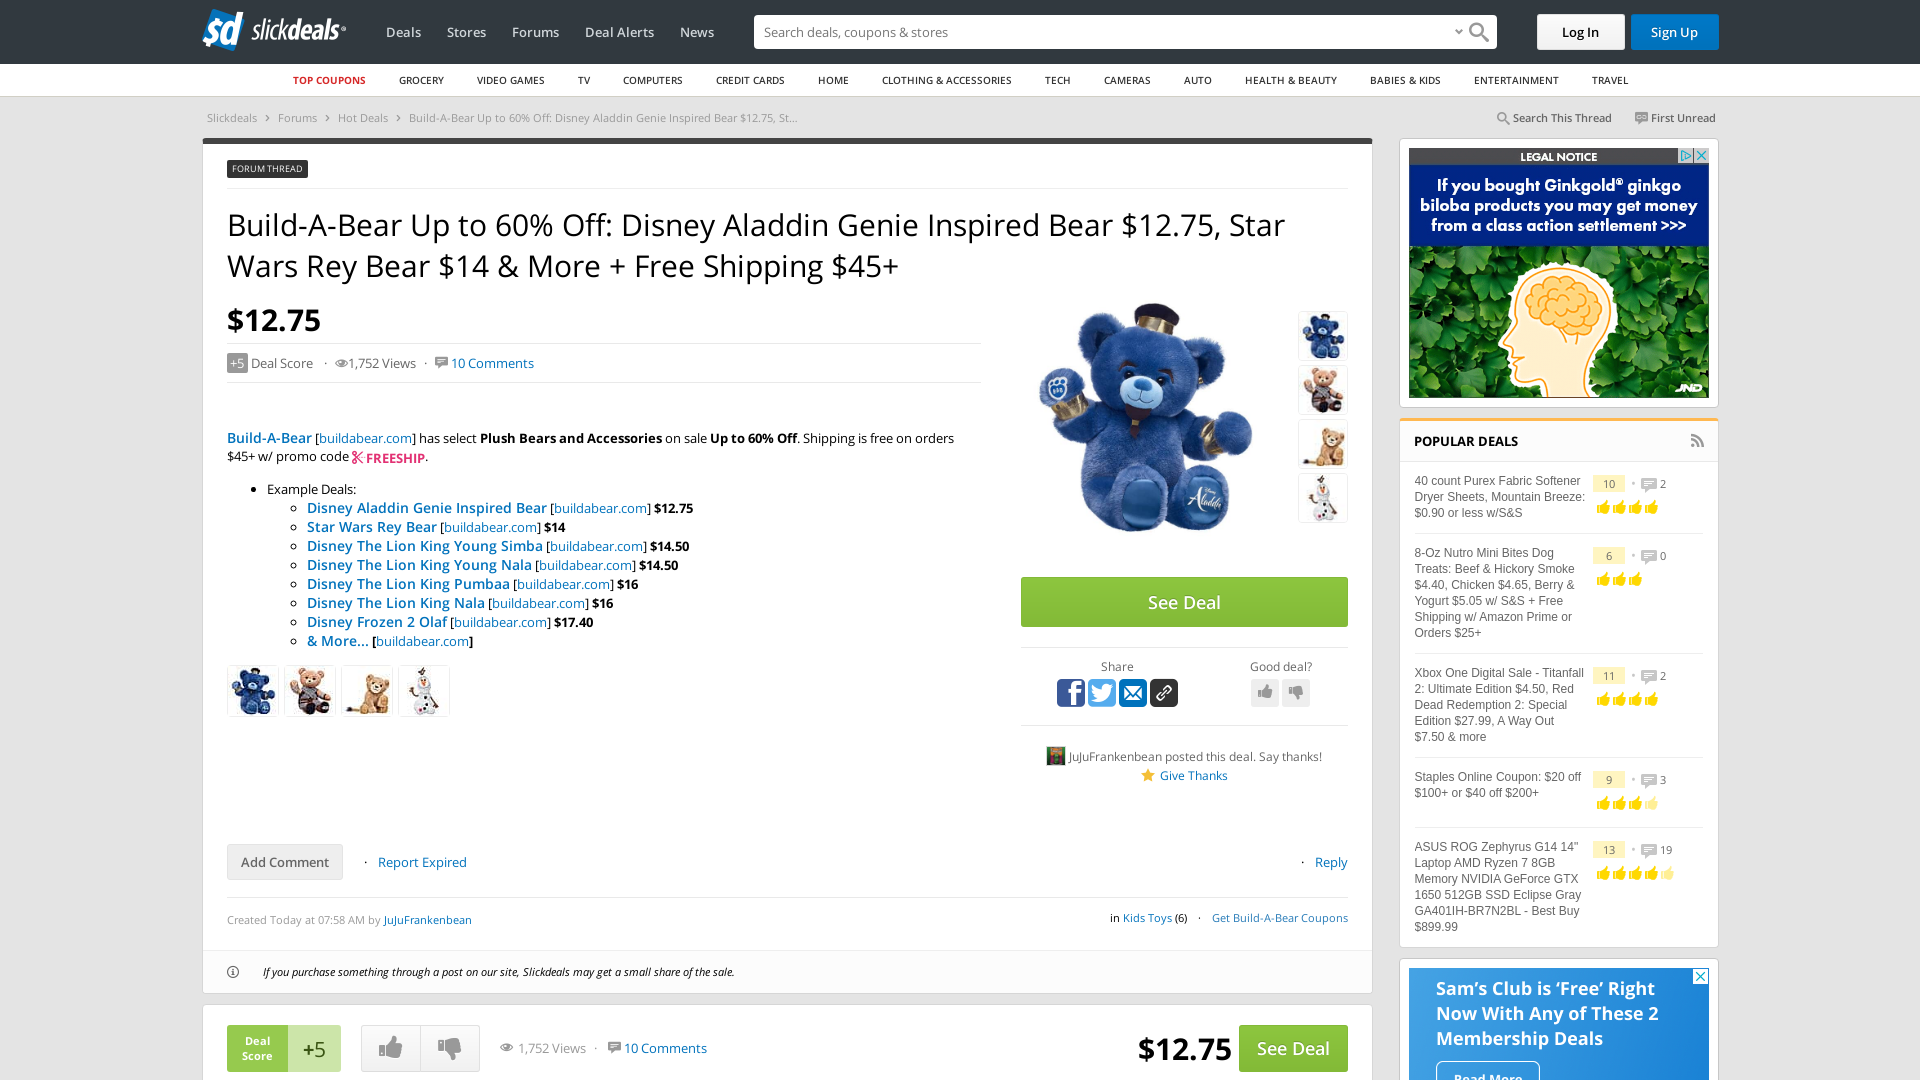 sd slickdeals
Deals Stores Forums Deal Alerts News
Search deals, coupons & stores
Log In Sign Up
TOP COUPONS GROCERY VIDEO GAMES TV COMPUTERS CREDIT CARDS HOME CLOTHING & ACCESSORIES TECH CAMERAS AUTO HEALTH & BEAUTY BABIES & KIDS ENTERTAINMENT TRAVEL
Slickdeals > Forums > Hot Deals > Build-A-Bear Up to 60% Off: Disney Aladdin Genie Inspired Bear $12.75, St...
Search This Thread First Unread
FORUM THREAD
Build-A-Bear Up to 60% Off: Disney Aladdin Genie Inspired Bear $12.75, Star
Wars Rey Bear $14 & More + Free Shipping $45+
$12.75
+5 Deal Score · 1,752 Views · 10 Comments
Build-A-Bear [buildabear.com] has select Plush Bears and Accessories on sale Up to 60% Off. Shipping is free on orders
$45+ w/ promo code FREESHIP.
Example Deals:
Disney Aladdin Genie Inspired Bear [buildabear.com] $12.75
Star Wars Rey Bear [buildabear.com] $14
Disney The Lion King Young Simba [buildabear.com] $14.50
Disney The Lion King Young Nala [buildabear.com] $14.50
Disney The Lion King Pumbaa [buildabear.com] $16
Disney The Lion King Nala [buildabear.com] $16
Disney Frozen 2 Olaf [buildabear.com] $17.40
& More... [buildabear.com]
Aladdin
See Deal
Share
Good deal?
JuJuFrankenbean posted this deal. Say thanks!
Give Thanks
Add Comment · Report Expired
· Reply
Created Today at 07:58 AM by JuJuFrankenbean
in Kids Toys (6) · Get Build-A-Bear Coupons
If you purchase something through a post on our site, Slickdeals may get a small share of the sale.
Deal
Score
+5
1,752 Views · 10 Comments
$12.75
See Deal
LEGAL NOTICE
If you bought Ginkgold® ginkgo
biloba products you may get money
from a class action settlement >>>
JND
POPULAR DEALS
40 count Purex Fabric Softener
Dryer Sheets, Mountain Breeze:
$0.90 or less w/S&S
10 • 2
8-Oz Nutro Mini Bites Dog
Treats: Beef & Hickory Smoke
$4.40, Chicken $4.65, Berry &
Yogurt $5.05 w/ S&S + Free
Shipping w/ Amazon Prime or
Orders $25+
6 • 0
Xbox One Digital Sale - Titanfall
2: Ultimate Edition $4.50, Red
Dead Redemption 2: Special
Edition $27.99, A Way Out
$7.50 & more
11 • 2
Staples Online Coupon: $20 off
$100+ or $40 off $200+
9 • 3
ASUS ROG Zephyrus G14 14"
Laptop AMD Ryzen 7 8GB
Memory NVIDIA GeForce GTX
1650 512GB SSD Eclipse Gray
GA401IH-BR7N2BL - Best Buy
$899.99
13 • 19
Sam's Club is 'Free' Right
Now With Any of These 2
Membership Deals
Read More